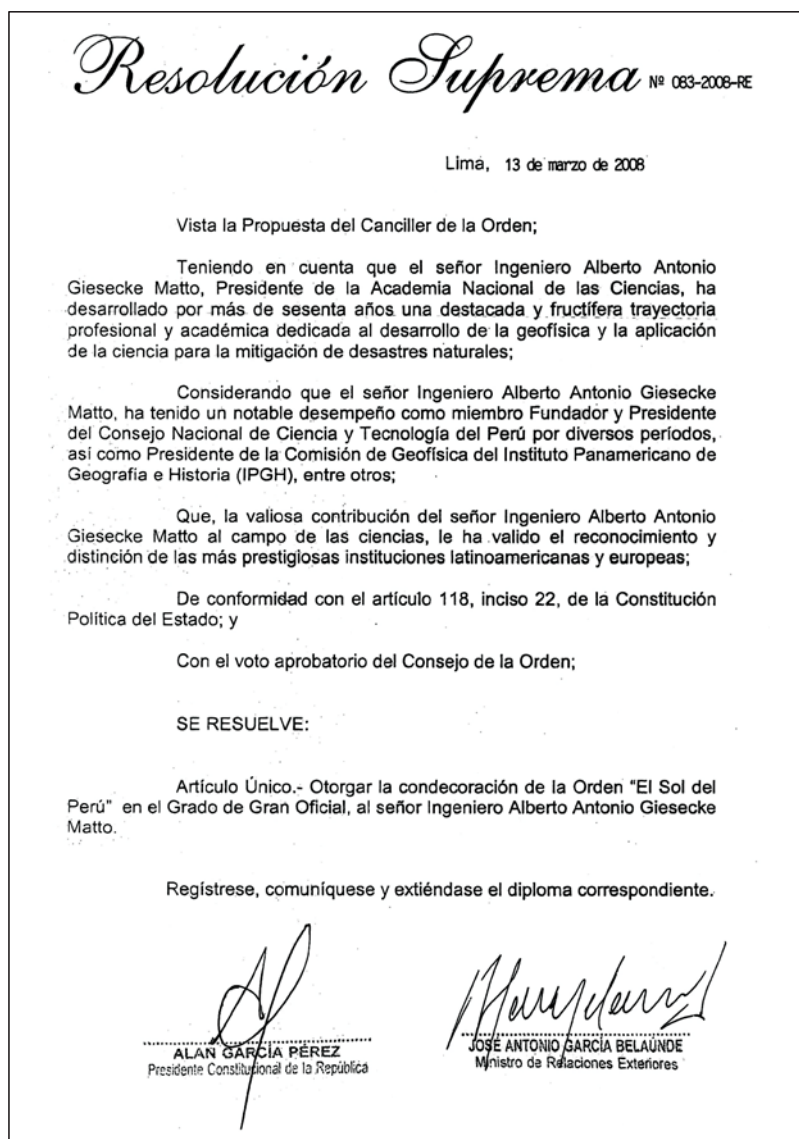 Resolución Suprema Nº 083-2008-RE
Lima, 13 de marzo de 2008
Vista la Propuesta del Canciller de la Orden;
Teniendo en cuenta que el señor Ingeniero Alberto Antonio
Giesecke Matto, Presidente de la Academia Nacional de las Ciencias, ha
desarrollado por más de sesenta años una destacada y fructífera trayectoria
profesional y académica dedicada al desarrollo de la geofísica y la aplicación
de la ciencia para la mitigación de desastres naturales;
Considerando que el señor Ingeniero Alberto Antonio Giesecke
Matto, ha tenido un notable desempeño como miembro Fundador y Presidente
del Consejo Nacional de Ciencia y Tecnología del Perú por diversos períodos,
así como Presidente de la Comisión de Geofísica del Instituto Panamericano de
Geografía e Historia (IPGH), entre otros;
Que, la valiosa contribución del señor Ingeniero Alberto Antonio
Giesecke Matto al campo de las ciencias, le ha valido el reconocimiento y
distinción de las más prestigiosas instituciones latinoamericanas y europeas;
De conformidad con el artículo 118, inciso 22, de la Constitución
Política del Estado; y
Con el voto aprobatorio del Consejo de la Orden;
SE RESUELVE:
Artículo Único.- Otorgar la condecoración de la Orden "El Sol del
Perú" en el Grado de Gran Oficial, al señor Ingeniero Alberto Antonio Giesecke
Matto.
Regístrese, comuníquese y extiéndase el diploma correspondiente.
ALAN GARCÍA PÉREZ
Presidente Constitucional de la República
JOSÉ ANTONIO GARCÍA BELAÚNDE
Ministro de Relaciones Exteriores